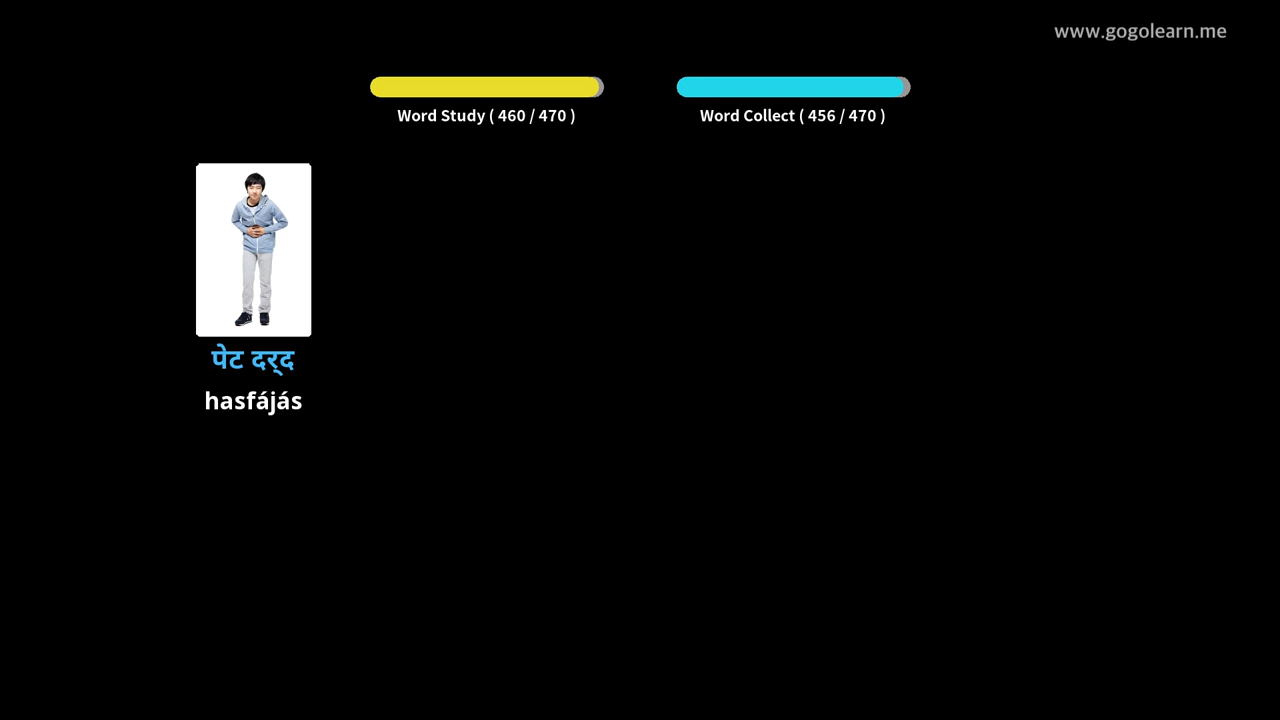 www.gogolearn.me
Word Study ( 460 / 470 )
Word Collect ( 456 / 470 )
पेट दर्द
hasfájás